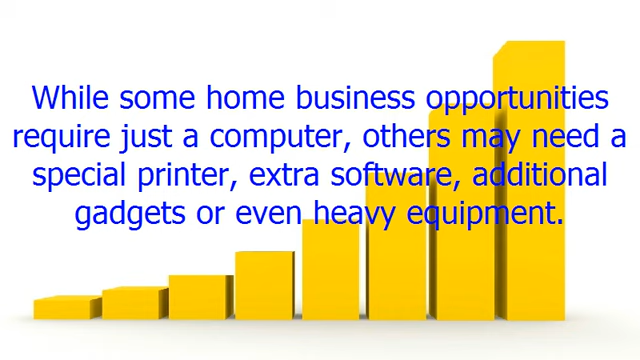 While some home business opportunities
require just a computer, others may need a
special printer, extra software, additional
gadgets or even heavy equipment.